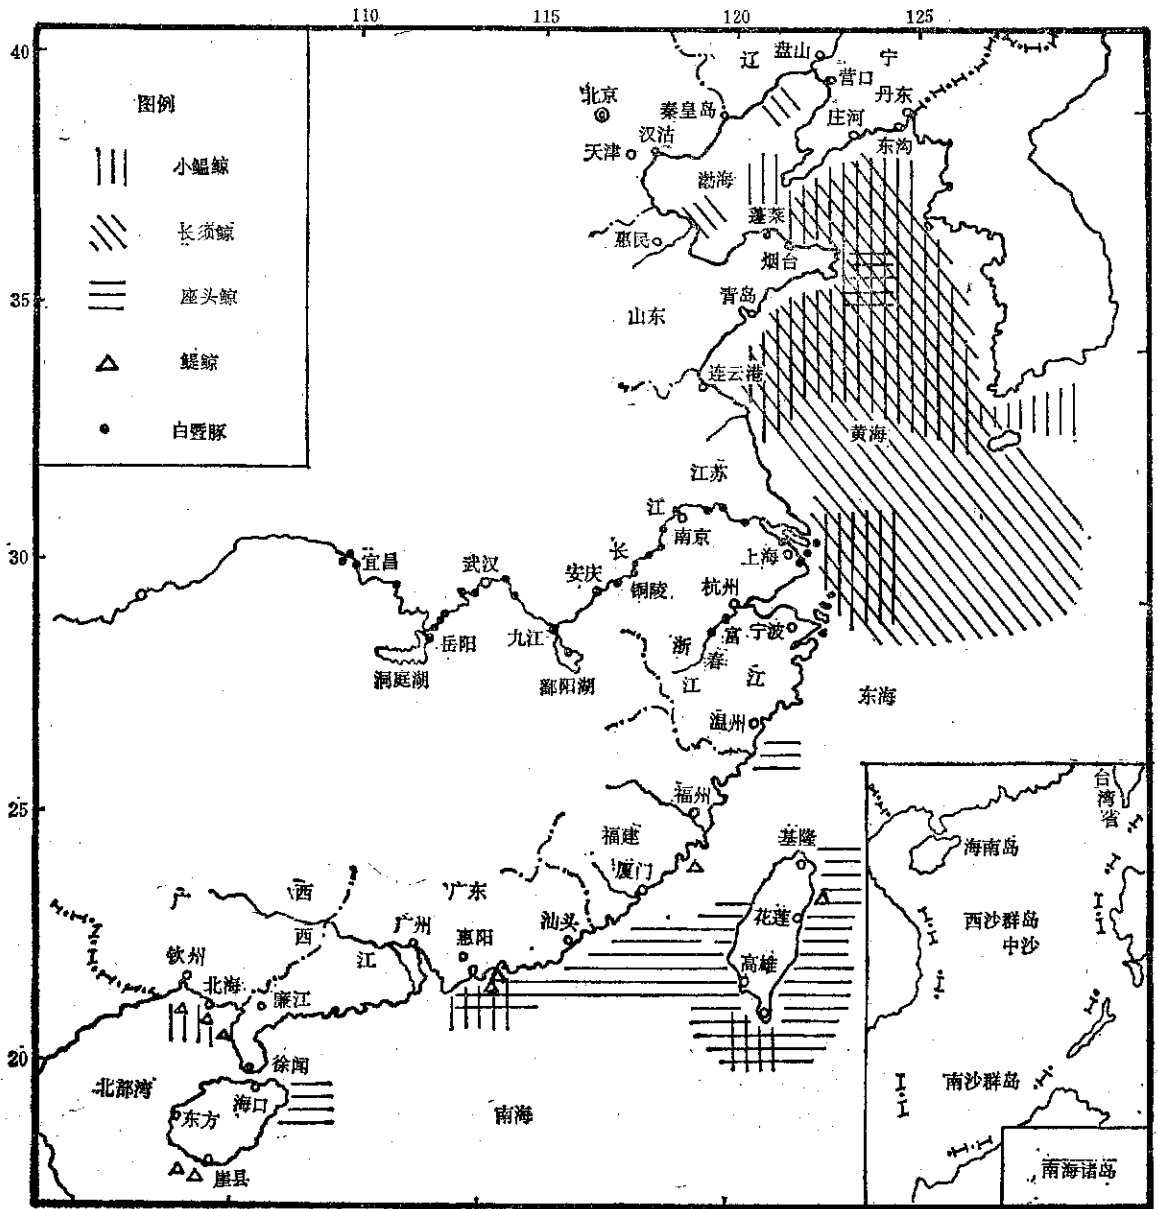 110 115 120 125
40
35
30
25
20
图例
小鳁鲸
长须鲸
座头鲸
鳀鲸
白暨豚
辽
宁
盘山
营口
丹东
庄河
东沟
北京
秦皇岛
汉沽
天津
渤海
蓬莱
惠民
烟台
青岛
山东
连云港
黄海
江苏
江
南京
长
上海
宜昌
武汉
安庆
铜陵
杭州
九江
岳阳
洞庭湖
鄱阳湖
浙
江
富
春
江
宁波
东海
温州
福州
福建
厦门
基隆
花莲
高雄
广
西
广东
西
江
广州
惠阳
汕头
钦州
北海
廉江
徐闻
北部湾
海口
东方
崖县
南海
台湾省
海南岛
西沙群岛
中沙
南沙群岛
南海诸岛